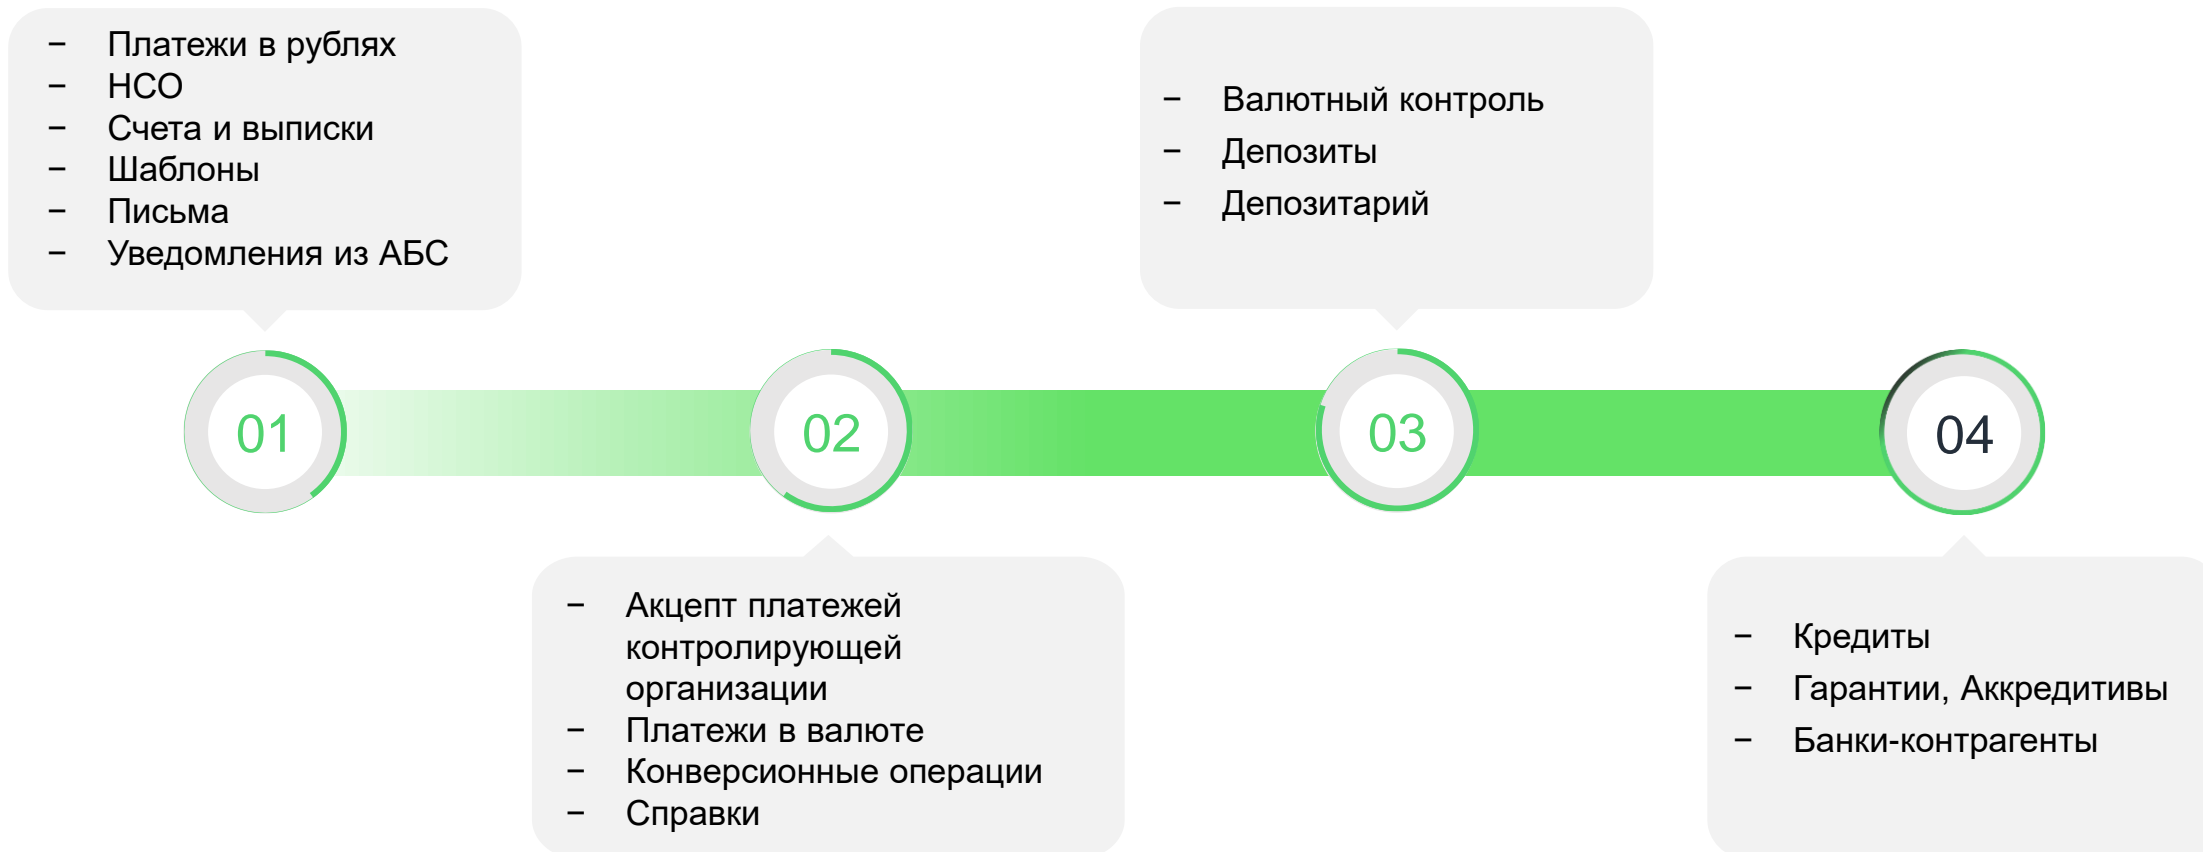 − Платежи в рублях
− НСО
− Счета и выписки
− Шаблоны
− Письма
− Уведомления из АБС
− Валютный контроль
− Депозиты
− Депозитарий
01
02
03
04
− Акцепт платежей
контролирующей
организации
− Платежи в валюте
− Конверсионные операции
− Справки
− Кредиты
− Гарантии, Аккредитивы
− Банки-контрагенты